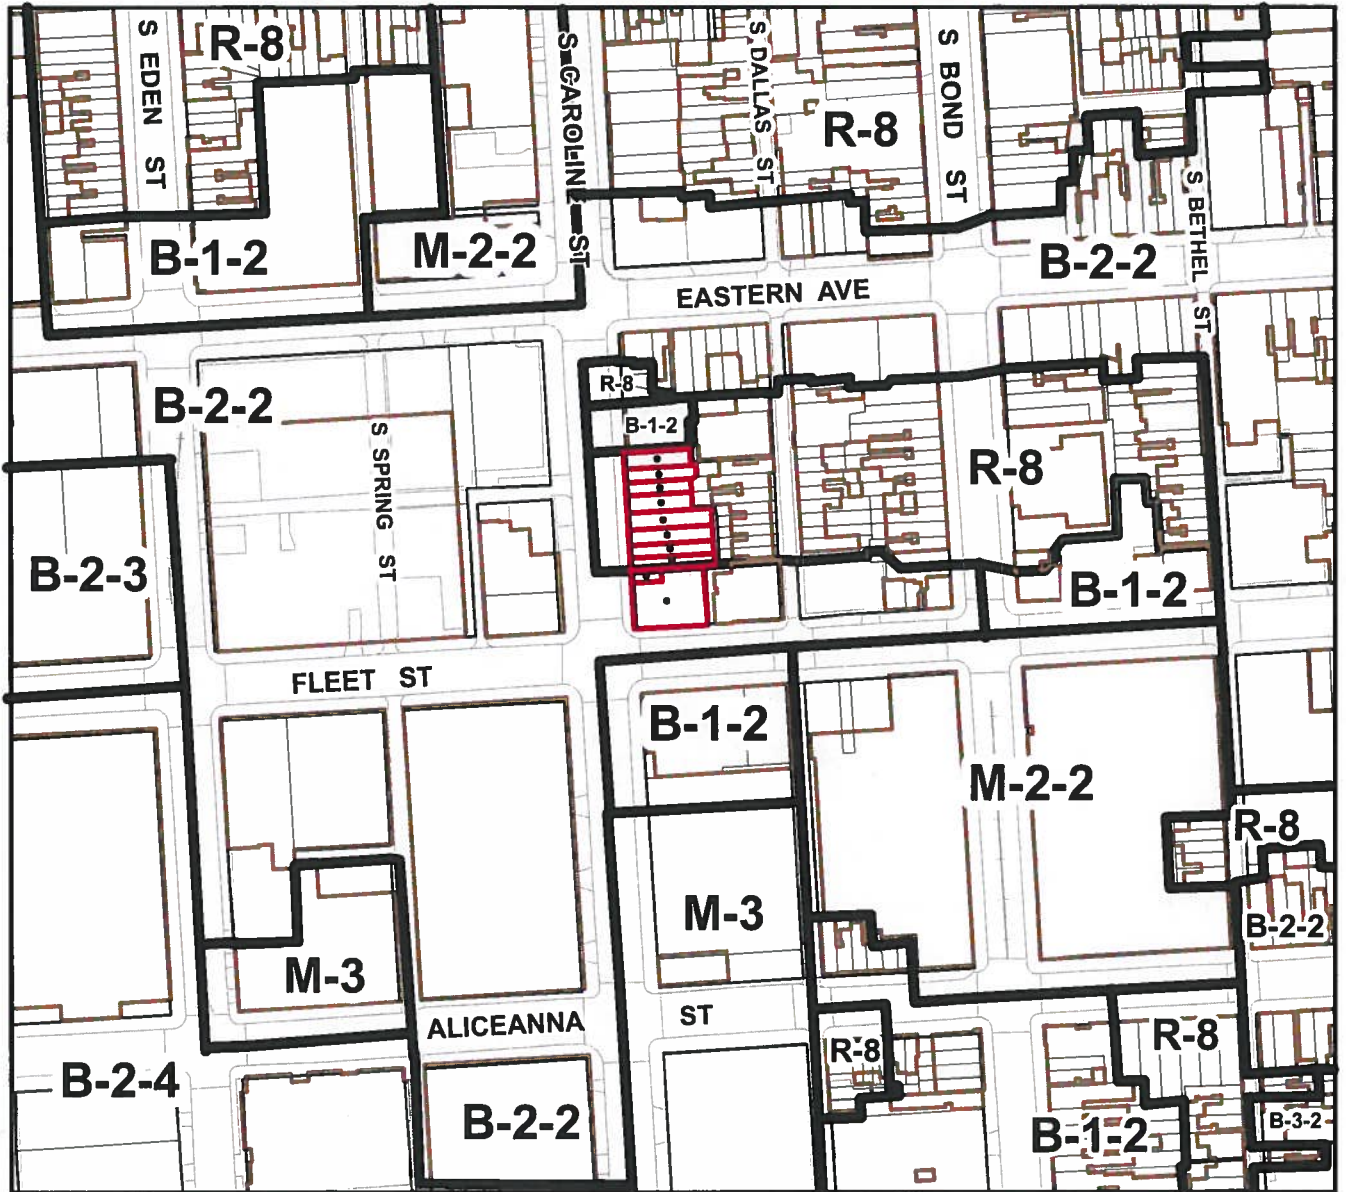 S EDEN ST
R-8
S CAROLINE ST
S DALLAS ST
R-8
S BOND ST
S BETHEL ST
B-1-2
M-2-2
B-2-2
EASTERN AVE
R-8
B-2-2
B-1-2
S SPRING ST
R-8
B-2-3
B-1-2
FLEET ST
B-1-2
M-2-2
R-8
M-3
B-2-2
M-3
ALICEANNA ST
R-8
R-8
B-2-4
B-2-2
B-1-2
B-3-2